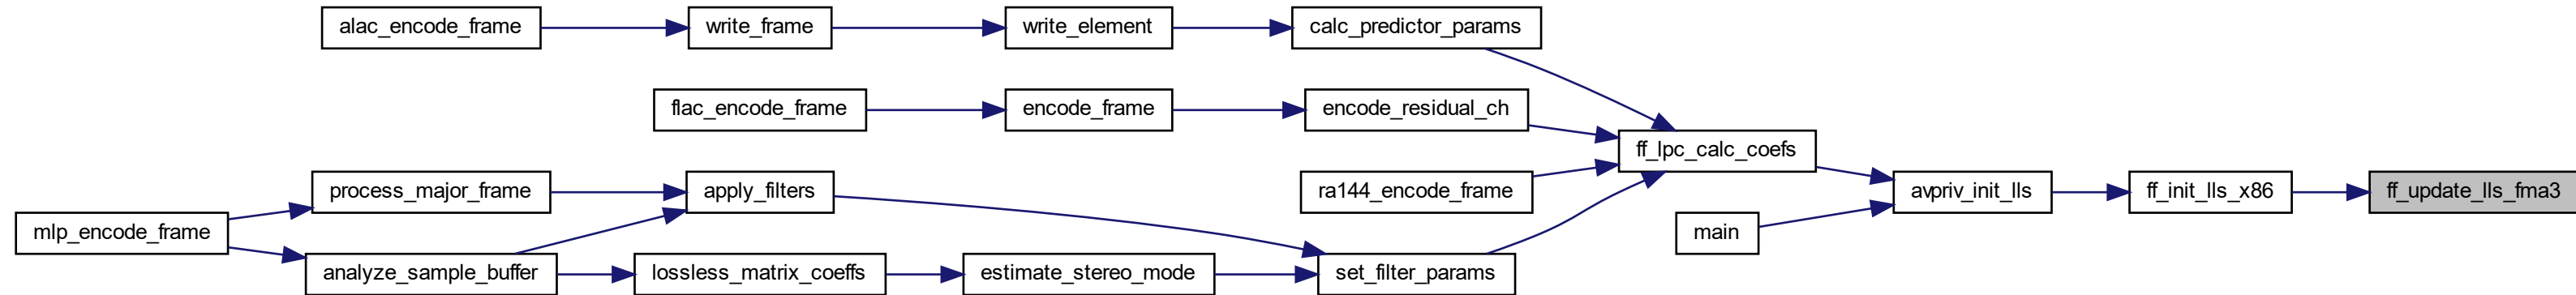 alac_encode_frame
write_frame
write_element
calc_predictor_params
flac_encode_frame
encode_frame
encode_residual_ch
ff_lpc_calc_coefs
process_major_frame
apply_filters
ra144_encode_frame
avpriv_init_lls
ff_init_lls_x86
ff_update_lls_fma3
mlp_encode_frame
main
analyze_sample_buffer
lossless_matrix_coeffs
estimate_stereo_mode
set_filter_params